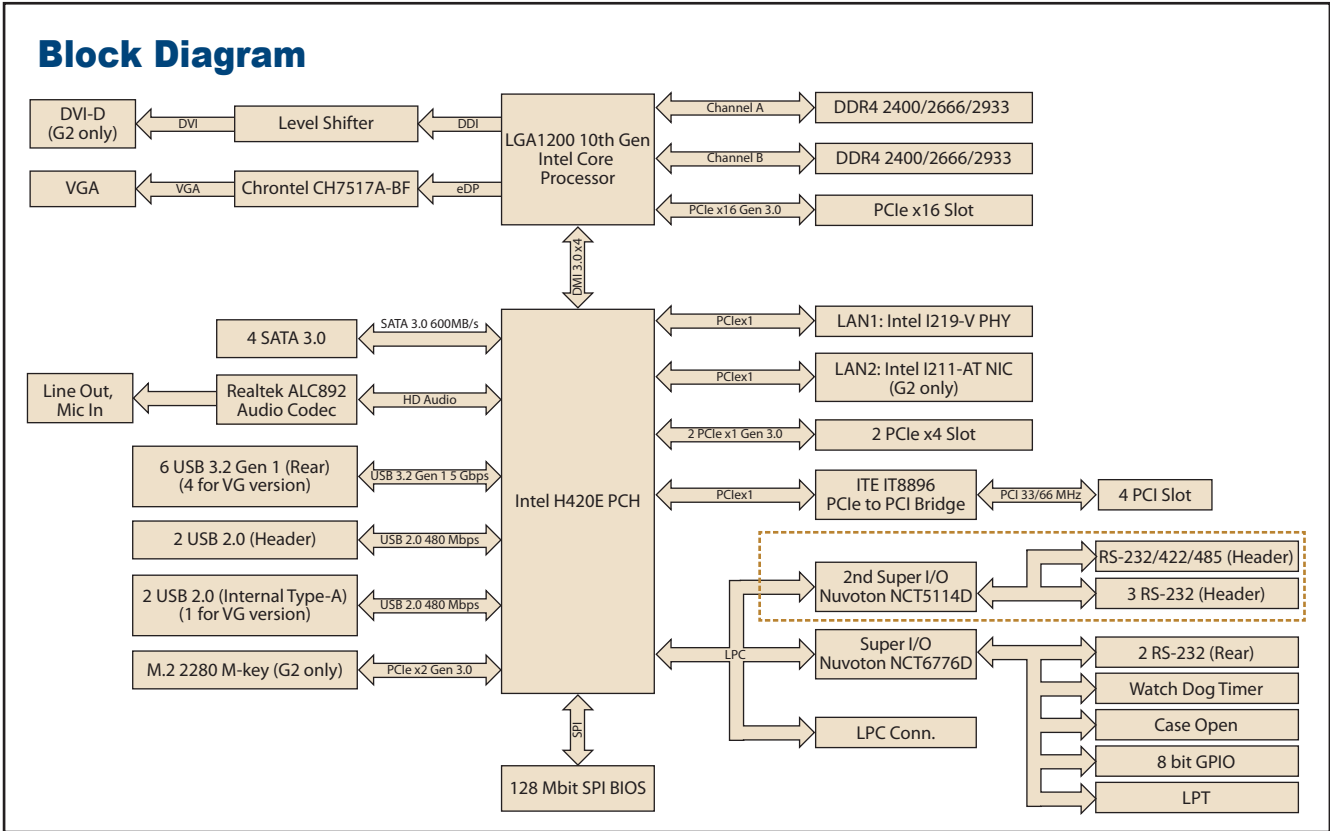 Block Diagram
DVI-D
(G2 only)
DVI
Level Shifter
DDI
LGA1200 10th Gen
Intel Core
Processor
Channel A
DDR4 2400/2666/2933
Channel B
DDR4 2400/2666/2933
VGA
VGA
Chrontel CH7517A-BF
eDP
PCIe x16 Gen 3.0
PCIe x16 Slot
DMI 3.0 x4
4 SATA 3.0
SATA 3.0 600MB/s
Line Out,
Mic In
Realtek ALC892
Audio Codec
HD Audio
6 USB 3.2 Gen 1 (Rear)
(4 for VG version)
USB 3.2 Gen 1 5 Gbps
2 USB 2.0 (Header)
USB 2.0 480 Mbps
2 USB 2.0 (Internal Type-A)
(1 for VG version)
USB 2.0 480 Mbps
M.2 2280 M-key (G2 only)
PCIe x2 Gen 3.0
Intel H420E PCH
SPI
128 Mbit SPI BIOS
PCIex1
LAN1: Intel I219-V PHY
PCIex1
LAN2: Intel I211-AT NIC
(G2 only)
2 PCIe x1 Gen 3.0
2 PCIe x4 Slot
PCIex1
ITE IT8896
PCIe to PCI Bridge
PCI 33/66 MHz
4 PCI Slot
LPC
2nd Super I/O
Nuvoton NCT5114D
RS-232/422/485 (Header)
3 RS-232 (Header)
Super I/O
Nuvoton NCT6776D
2 RS-232 (Rear)
Watch Dog Timer
Case Open
8 bit GPIO
LPT
LPC Conn.